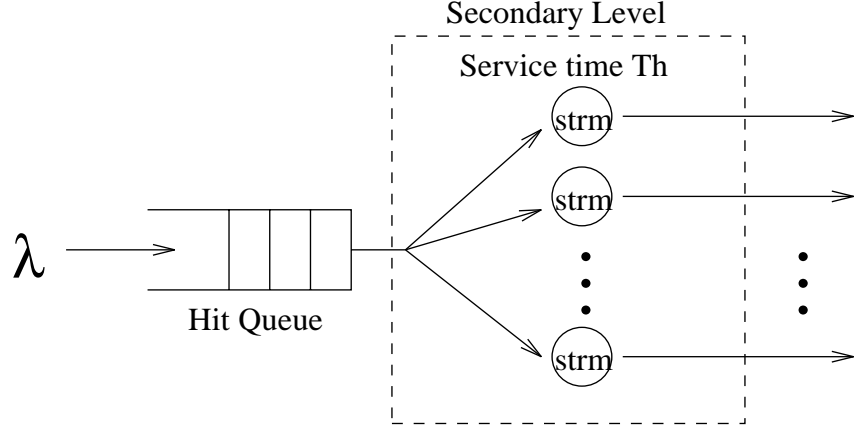 Secondary Level
Service time Th
strm
strm
λ
Hit Queue
strm